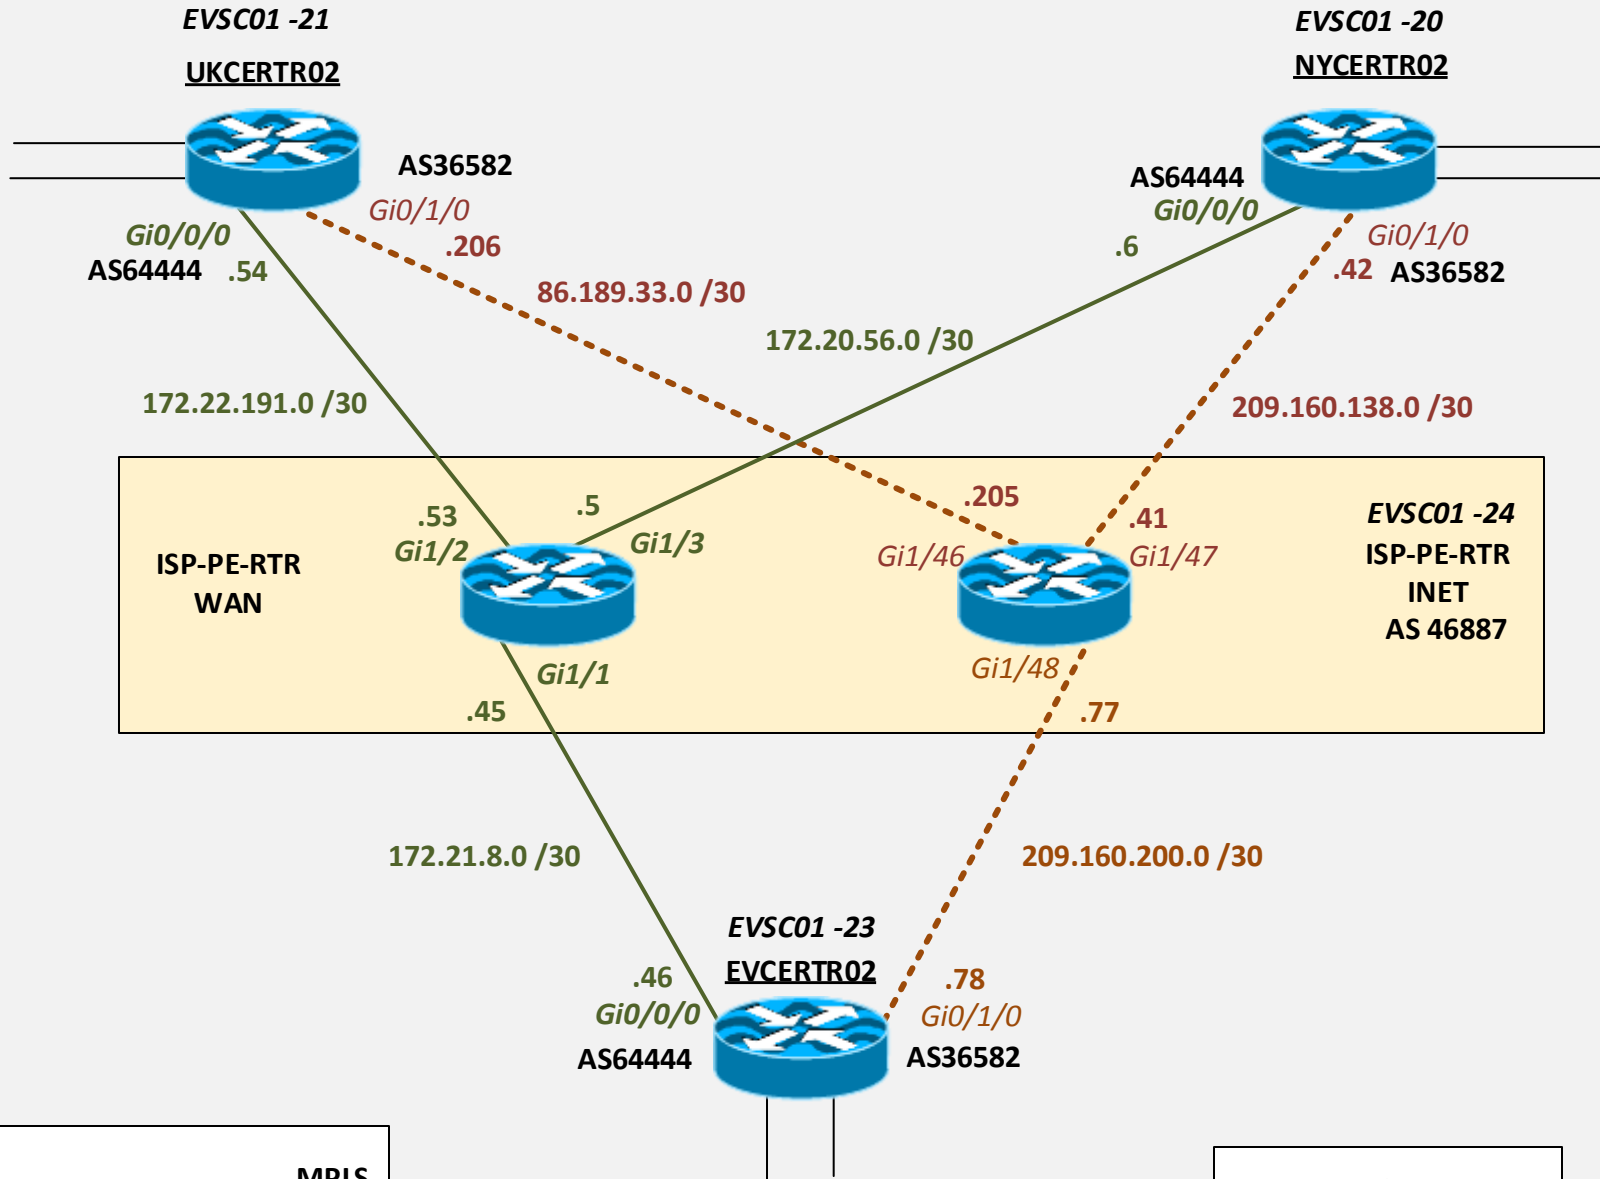 EVSC01 -21
UKCERTR02
EVSC01 -20
NYCERTR02
AS36582
Gi0/1/0
.206
Gi0/0/0
AS64444 .54
AS64444
Gi0/0/0
.6
Gi0/1/0
.42 AS36582
86.189.33.0 /30
172.20.56.0 /30
172.22.191.0 /30
209.160.138.0 /30
ISP-PE-RTR
WAN
.53
Gi1/2
.5
Gi1/3
.205
Gi1/46
.41
Gi1/47
EVSC01 -24
ISP-PE-RTR
INET
AS 46887
Gi1/1
.45
Gi1/48
.77
172.21.8.0 /30
209.160.200.0 /30
EVSC01 -23
EVCERTR02
.46
Gi0/0/0
AS64444
.78
Gi0/1/0
AS36582
MPLS